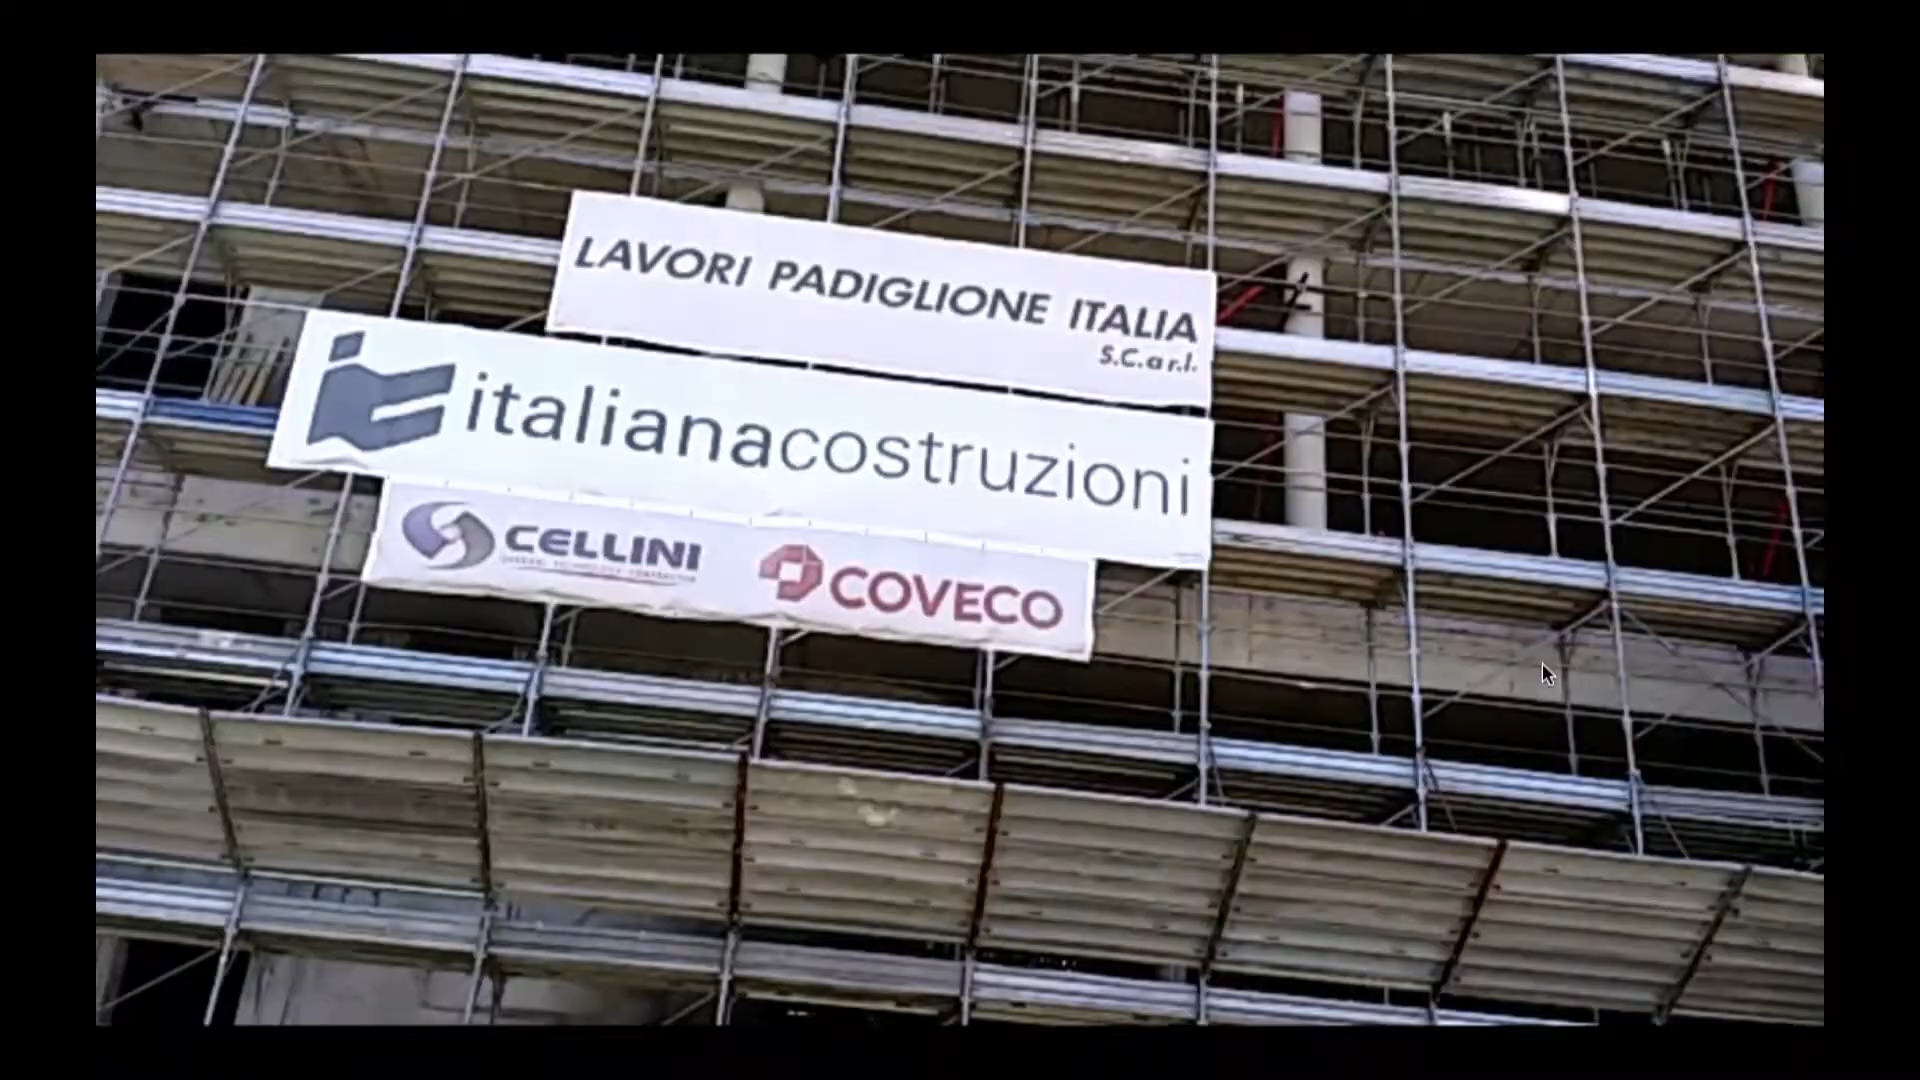 LAVORI PADIGLIONE ITALIA
S.C.a r.l.
italianacostruzioni
CELLINI
COVECO